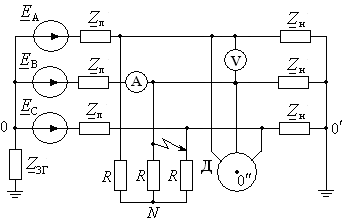 E_A Z_л V Z_н
E_B Z_л A Z_н
E_C Z_л Z_н
0 0′
Z_ЗГ R R R Д 0″
N